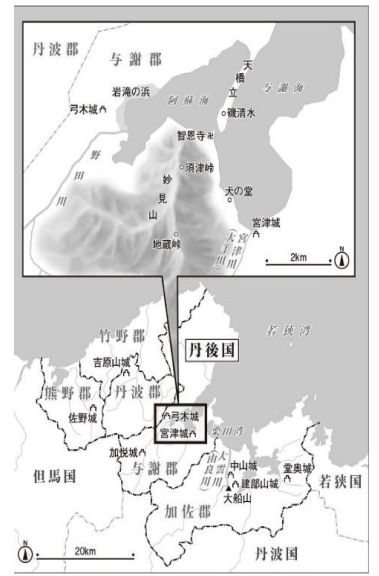 丹波郡
与謝郡
岩滝の浜
弓木城
阿蘇海
天橋立
与謝海
磯清水
智恩寺卍
野田川
須津峠
妙見山
犬の堂
宮津城
宮津川
(大手川)
地蔵峠
2km
N
竹野郡
丹後国
若狭湾
吉原山城
熊野郡
丹波郡
佐野城
弓木城
宮津城
栗田湾
加悦城
与謝郡
大雲川
(由良川)
中山城
建部山城
堂奥城
大船山
但馬国
若狭国
加佐郡
丹波国
N
20km